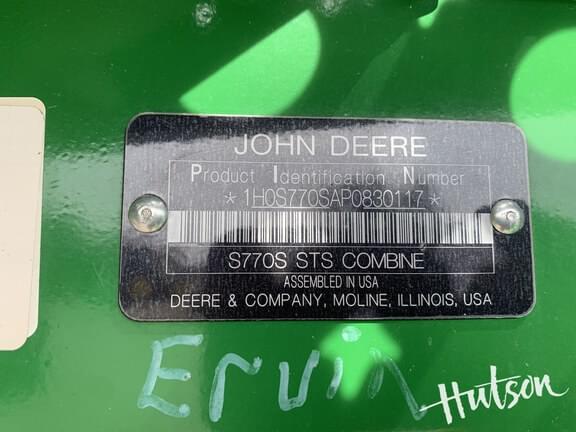 JOHN DEERE
Product Identification Number
*1H0S770SAP0830117*
S770S STS COMBINE
ASSEMBLED IN USA
DEERE & COMPANY, MOLINE, ILLINOIS, USA
Ervin
Hutson